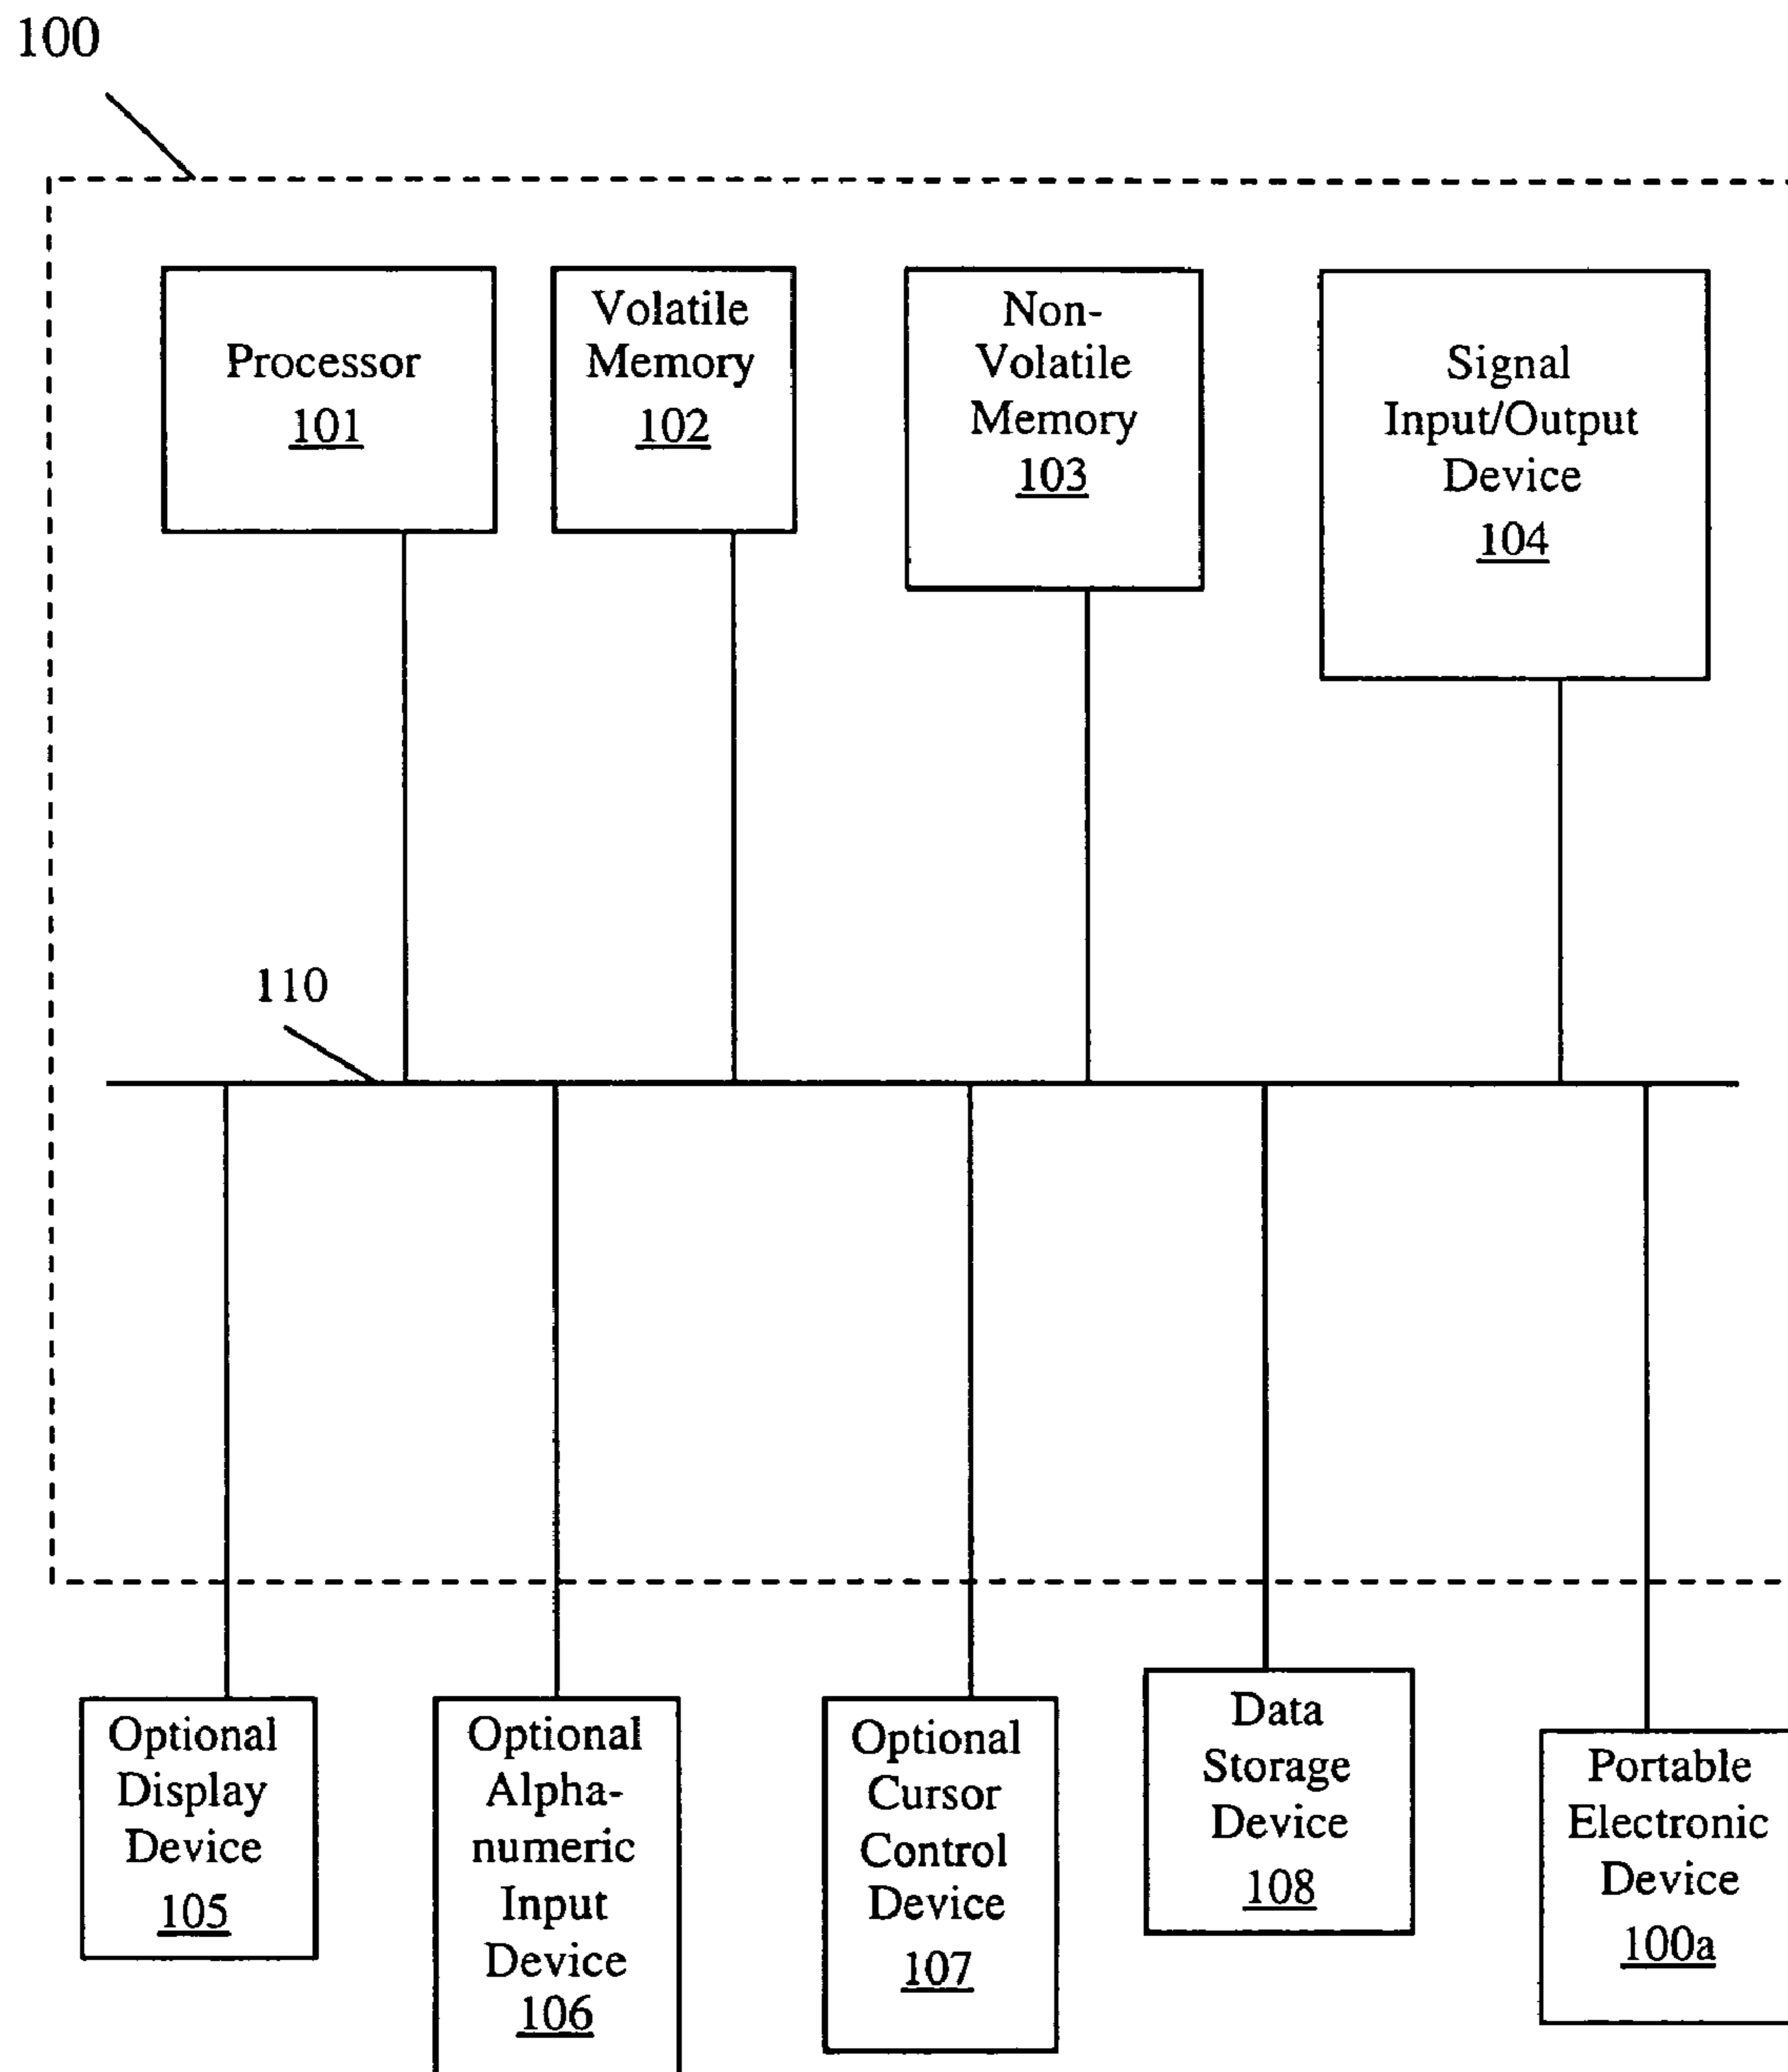 100
Processor
101
Volatile
Memory
102
Non-
Volatile
Memory
103
Signal
Input/Output
Device
104
110
Optional
Display
Device
105
Optional
Alpha-
numeric
Input
Device
106
Optional
Cursor
Control
Device
107
Data
Storage
Device
108
Portable
Electronic
Device
100a